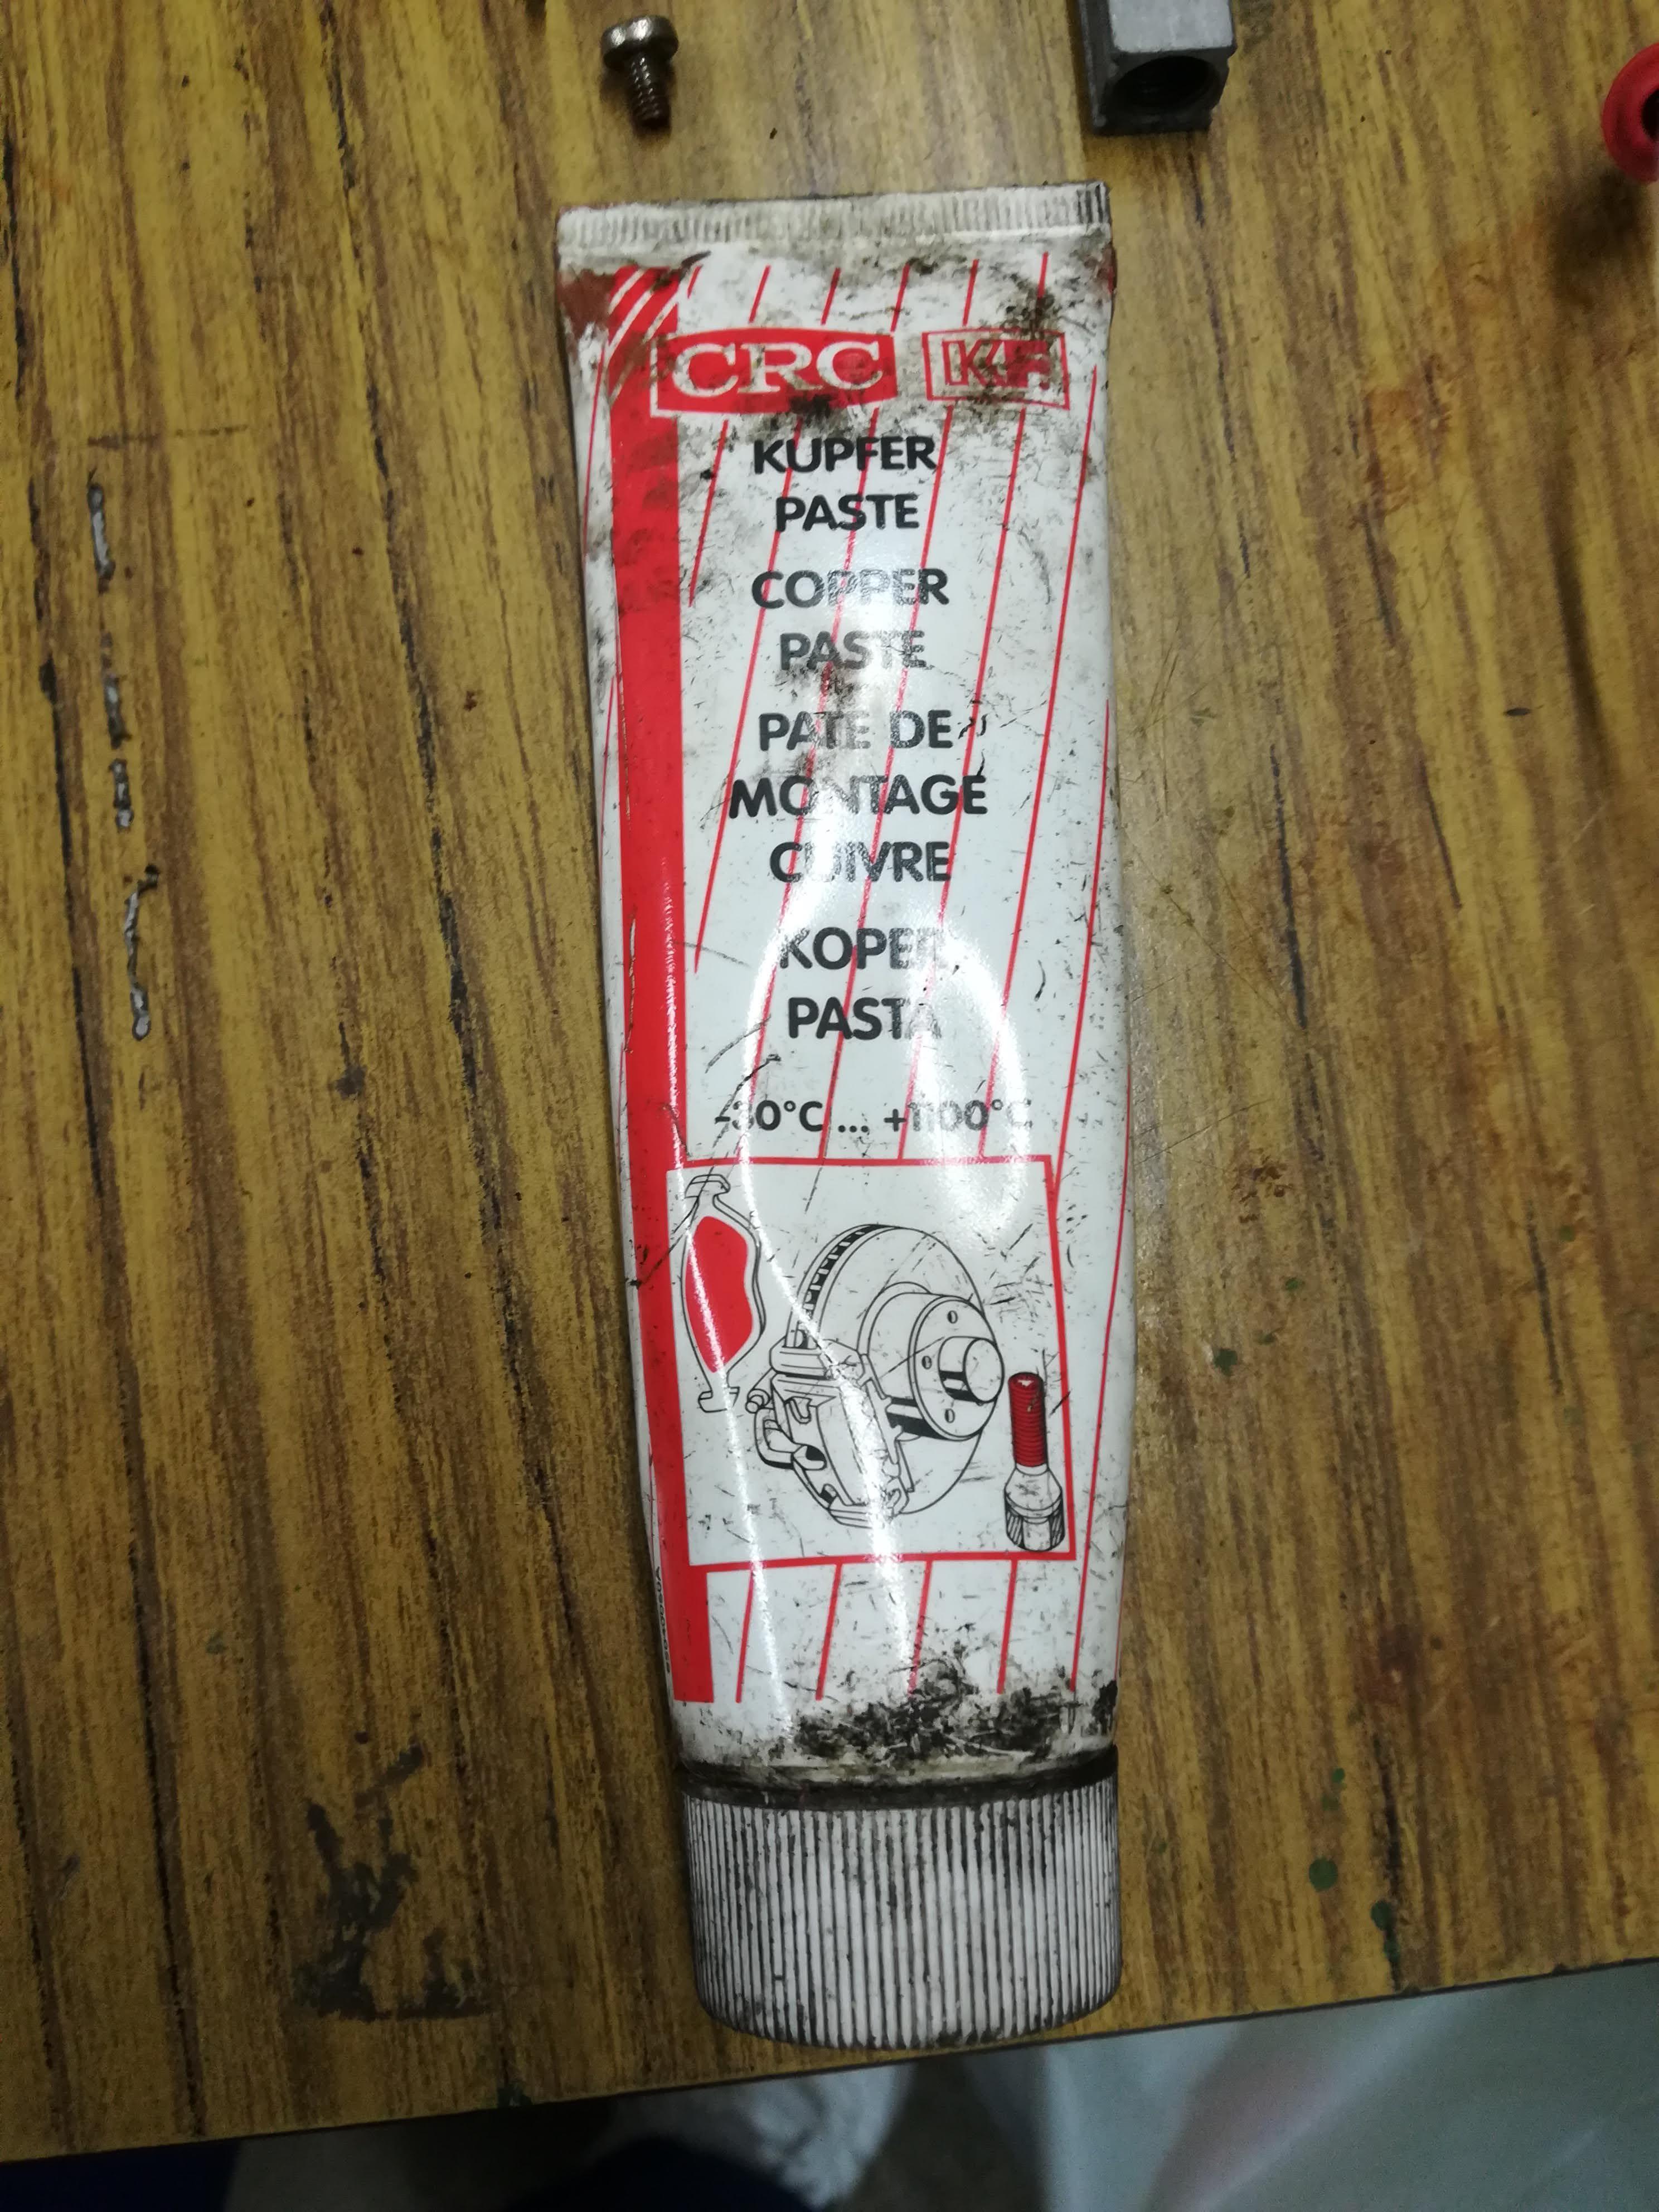 CRC KF
KUPFER
PASTE
COPPER
PASTE
PATE DE
MONTAGE
CUIVRE
KOPER
PASTA
-30°C ... +1100°C